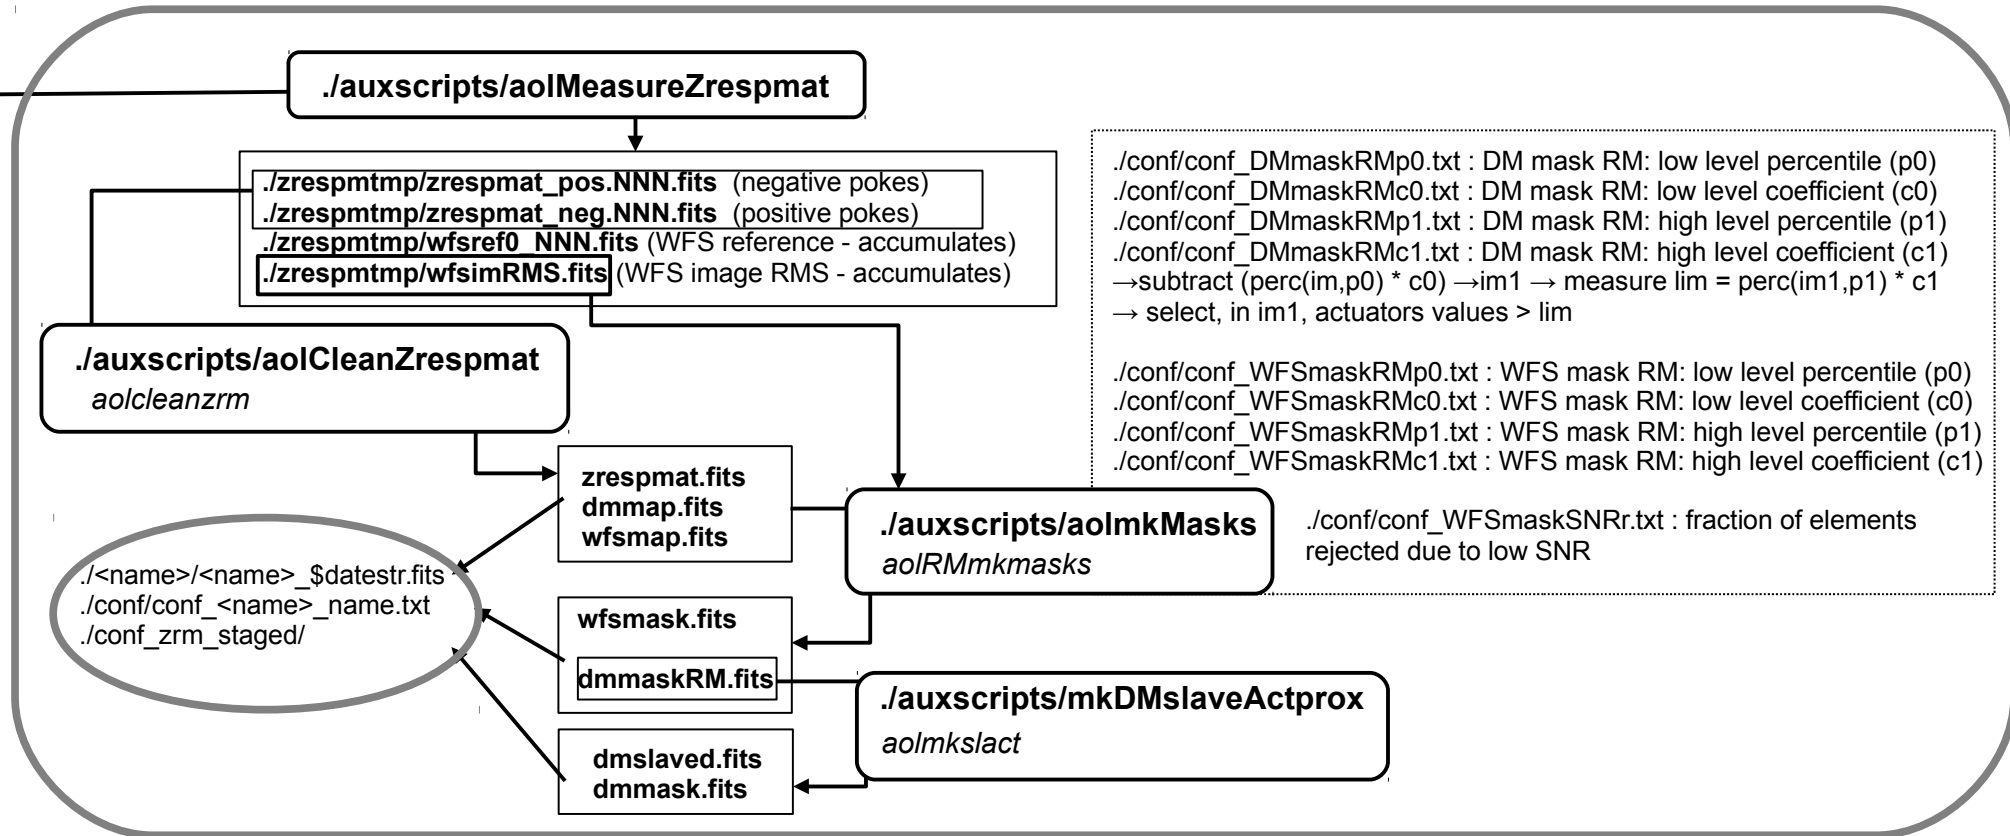 ./auxscripts/aolMeasureZrespmat
./zrespmtmp/zrespmat_pos.NNN.fits (negative pokes)
./zrespmtmp/zrespmat_neg.NNN.fits (positive pokes)
./zrespmtmp/wfsref0_NNN.fits (WFS reference - accumulates)
./zrespmtmp/wfsimRMS.fits (WFS image RMS - accumulates)
./conf/conf_DMmaskRMp0.txt : DM mask RM: low level percentile (p0)
./conf/conf_DMmaskRMc0.txt : DM mask RM: low level coefficient (c0)
./conf/conf_DMmaskRMp1.txt : DM mask RM: high level percentile (p1)
./conf/conf_DMmaskRMc1.txt : DM mask RM: high level coefficient (c1)
→subtract (perc(im,p0) * c0) →im1 → measure lim = perc(im1,p1) * c1
→ select, in im1, actuators values > lim
./conf/conf_WFSmaskRMp0.txt : WFS mask RM: low level percentile (p0)
./conf/conf_WFSmaskRMc0.txt : WFS mask RM: low level coefficient (c0)
./conf/conf_WFSmaskRMp1.txt : WFS mask RM: high level percentile (p1)
./conf/conf_WFSmaskRMc1.txt : WFS mask RM: high level coefficient (c1)
./conf/conf_WFSmaskSNRr.txt : fraction of elements
rejected due to low SNR
./auxscripts/aolCleanZrespmat
aolcleanzrm
zrespmat.fits
dmmap.fits
wfsmap.fits
./auxscripts/aolmkMasks
aolRMmkmasks
./<name>/<name>_$datestr.fits
./conf/conf_<name>_name.txt
./conf_zrm_staged/
wfsmask.fits
dmmaskRM.fits
./auxscripts/mkDMslaveActprox
aolmkslact
dmslaved.fits
dmmask.fits